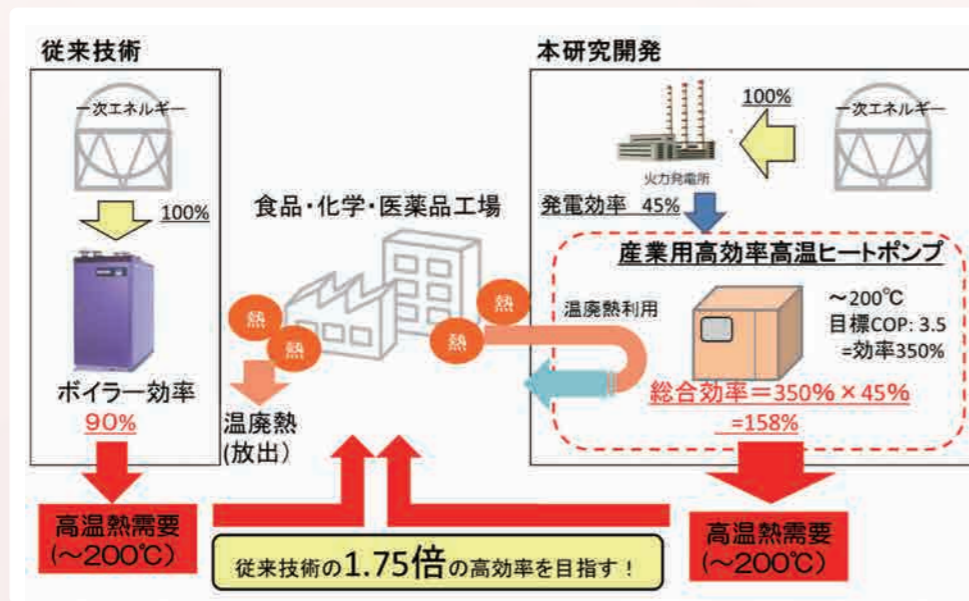 従来技術
一次エネルギー
100%
ボイラー効率
90%
高温熱需要
(～200℃)
食品・化学・医薬品工場
熱
熱
熱
熱
温廃熱
(放出)
本研究開発
一次エネルギー
100%
火力発電所
発電効率 45%
産業用高効率高温ヒートポンプ
温廃熱利用
～200℃
目標COP: 3.5
=効率350%
総合効率＝350%×45%
=158%
高温熱需要
(～200℃)
従来技術の1.75倍の高効率を目指す！